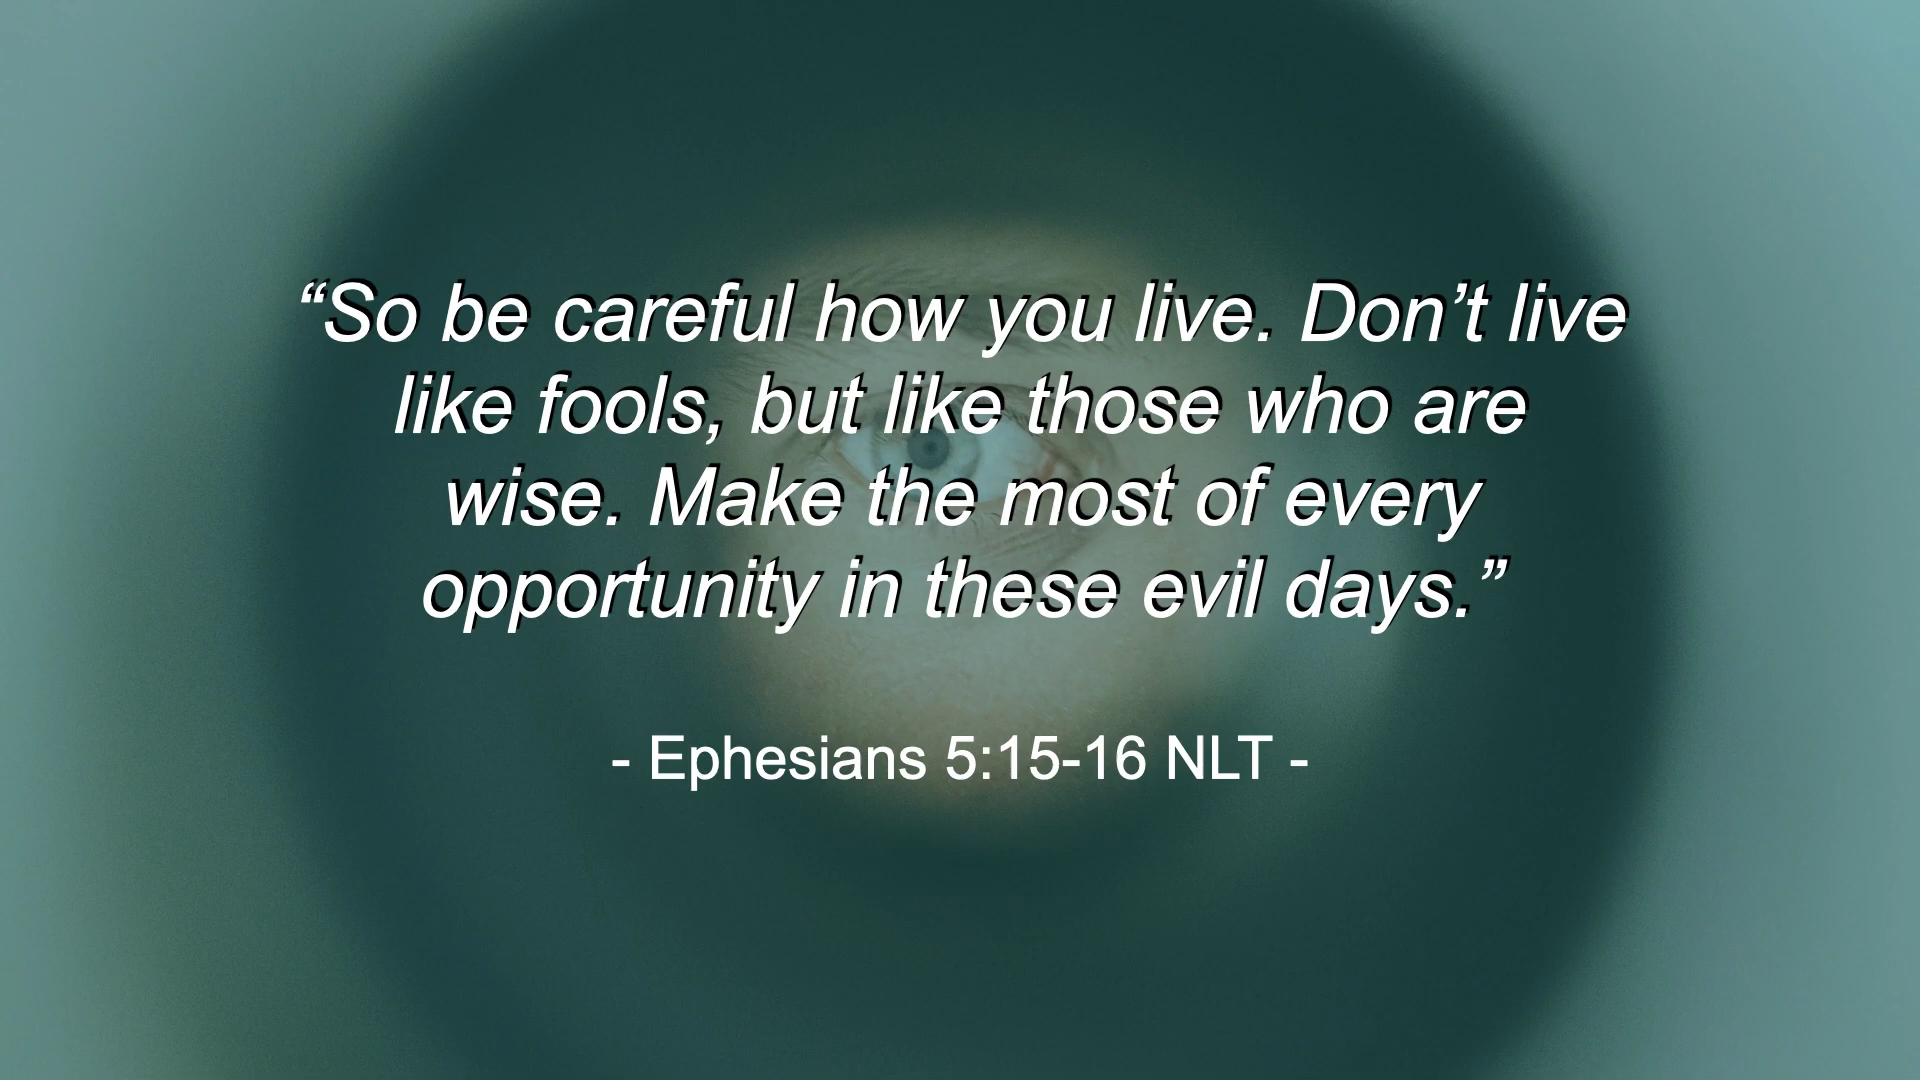 “So be careful how you live. Don’t live
like fools, but like those who are
wise. Make the most of every
opportunity in these evil days.”
- Ephesians 5:15-16 NLT -